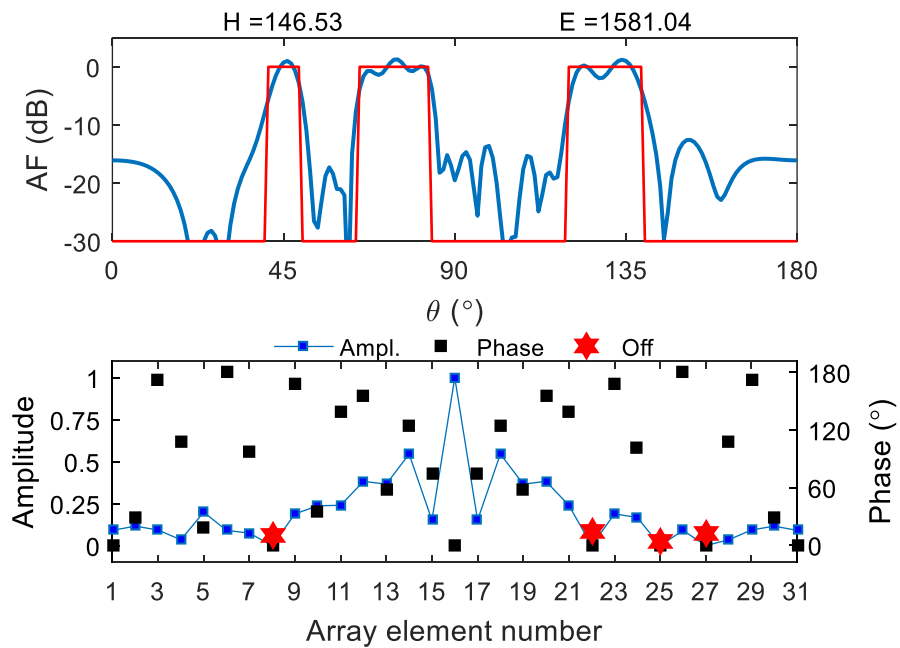 H =146.53 E =1581.04
0
-10
-20
-30
AF (dB)
0 45 90 135 180
θ (°)
Ampl. Phase Off
1
0.75
0.5
0.25
0
Amplitude
180
120
60
0
Phase (°)
1 3 5 7 9 11 13 15 17 19 21 23 25 27 29 31
Array element number